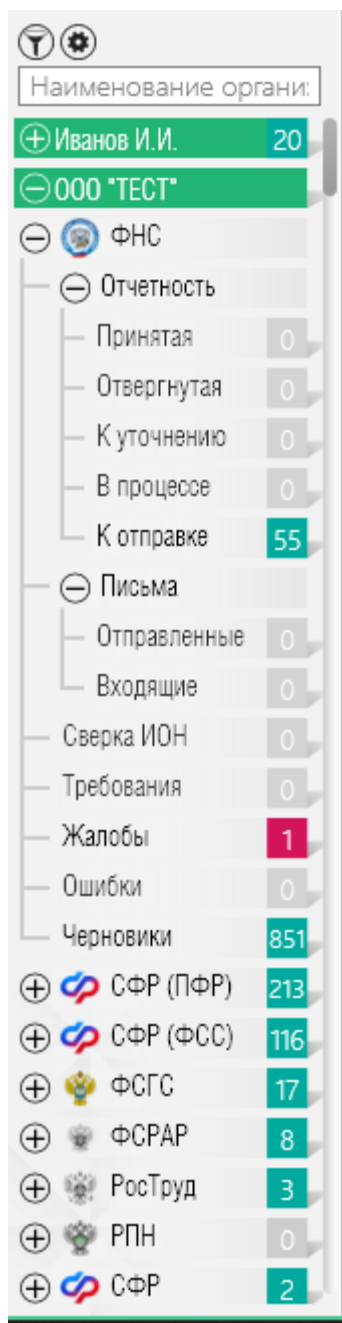 Наименование органи:
Иванов И.И. 20
ООО "ТЕСТ"
ФНС
Отчетность
Принятая 0
Отвергнутая 0
К уточнению 0
В процессе 0
К отправке 55
Письма
Отправленные 0
Входящие 0
Сверка ИОН 0
Требования 0
Жалобы 1
Ошибки 0
Черновики 851
СФР (ПФР) 213
СФР (ФСС) 116
ФСГС 17
ФСРАР 8
РосТруд 3
РПН 0
СФР 2